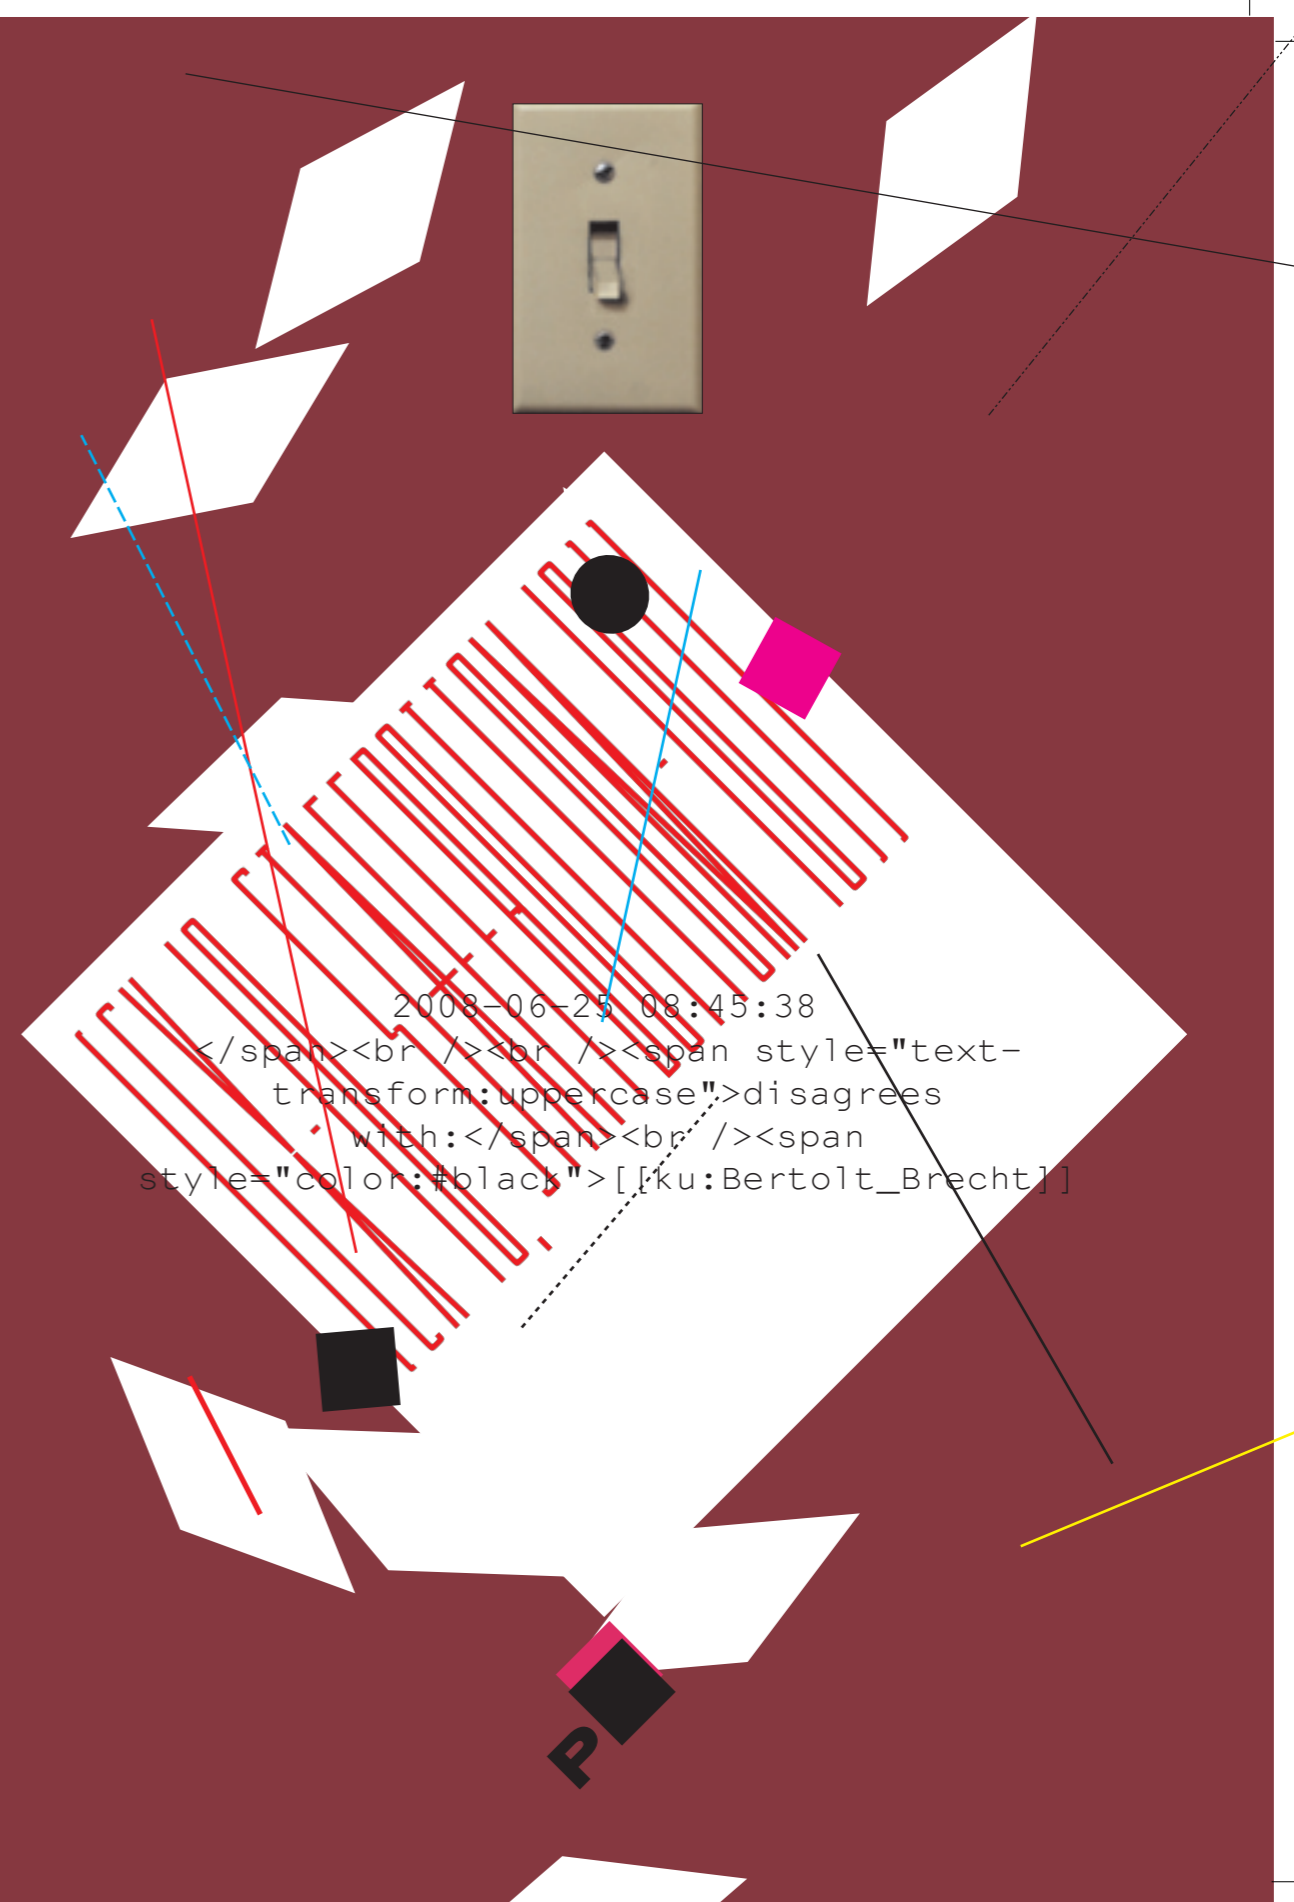 2008-06-25 08:45:38
</span><br /><br /><span style="text-
transform:uppercase">disagrees
with:</span><br /><span
style="color:#black">[[ku:Bertolt_Brecht]]
P